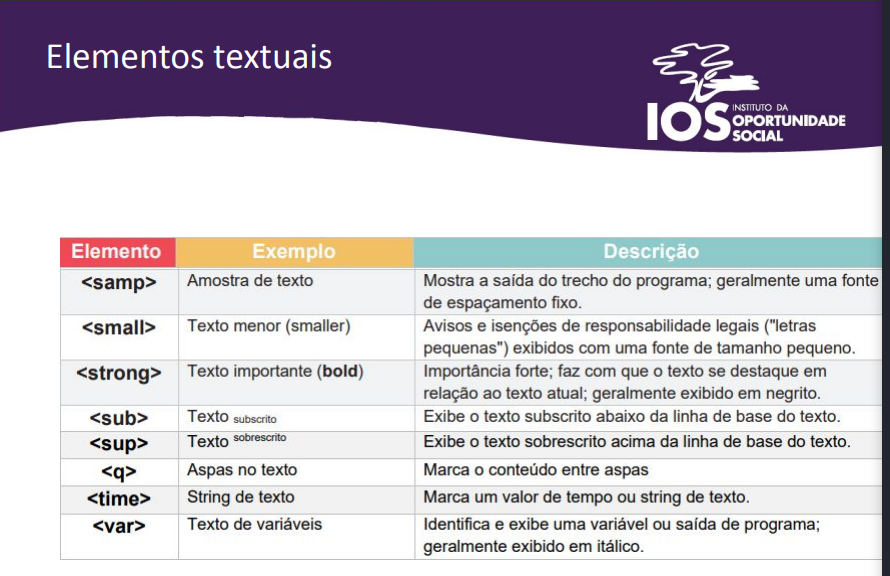 Elementos textuais
IOS INSTITUTO DA
OPORTUNIDADE
SOCIAL
Elemento Exemplo Descrição
<samp> Amostra de texto Mostra a saída do trecho do programa; geralmente uma fonte
de espaçamento fixo.
<small> Texto menor (smaller) Avisos e isenções de responsabilidade legais ("letras
pequenas") exibidos com uma fonte de tamanho pequeno.
<strong> Texto importante (bold) Importância forte; faz com que o texto se destaque em
relação ao texto atual; geralmente exibido em negrito.
<sub> Texto subscrito Exibe o texto subscrito abaixo da linha de base do texto.
<sup> Texto sobrescrito Exibe o texto sobrescrito acima da linha de base do texto.
<q> Aspas no texto Marca o conteúdo entre aspas
<time> String de texto Marca um valor de tempo ou string de texto.
<var> Texto de variáveis Identifica e exibe uma variável ou saída de programa;
geralmente exibido em itálico.